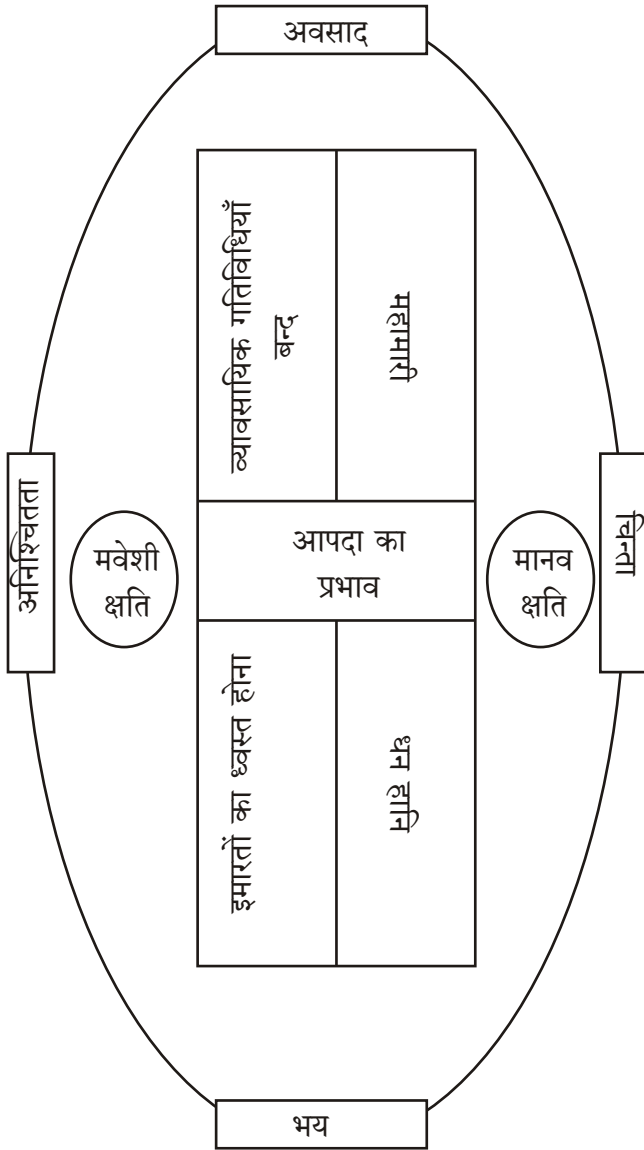 अवसाद
व्यावसायिक गतिविधियाँ
बन्द
महामारी
अनिश्चितता
मवेशी
क्षति
आपदा का
प्रभाव
मानव
क्षति
चिन्ता
इमारतों का ध्वस्त होना
धन हानि
भय